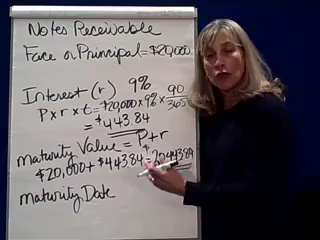 Notes Receivable
Face or Principal = $20,000
Interest (r) 9%
P x r x t = $20,000 x 9% x 90/365
= $443.84
Maturity Value = P + r
$20,000 + $443.84 = $20,443.84
Maturity Date